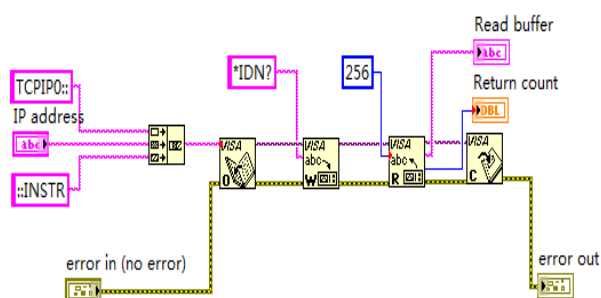 Read buffer
abc
TCPIP0::
*IDN?
256
Return count
DBL
IP address
abc
VISA
O
VISA
abc
W
VISA
abc
R
VISA
C
::INSTR
error in (no error)
error out